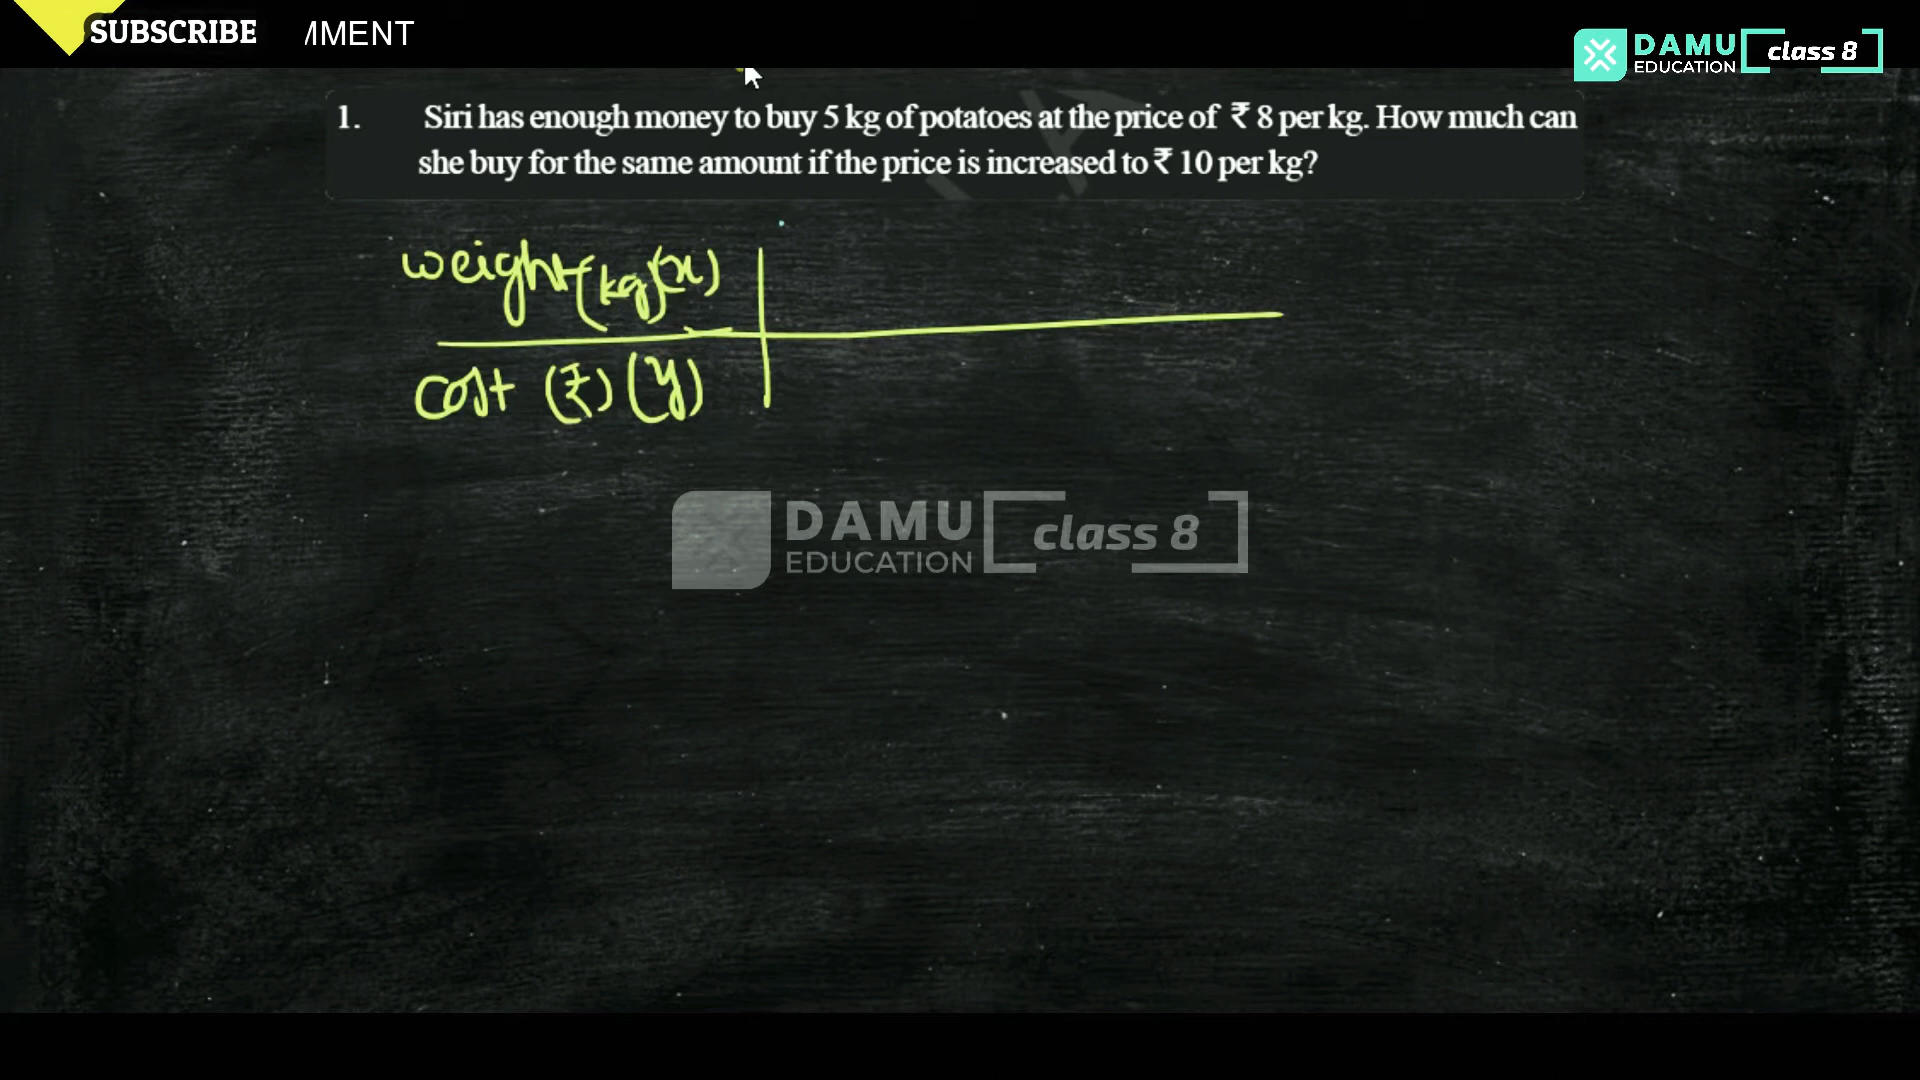 SUBSCRIBE MENT
DAMU
EDUCATION
class 8
1. Siri has enough money to buy 5 kg of potatoes at the price of ₹ 8 per kg. How much can
she buy for the same amount if the price is increased to ₹ 10 per kg?
weight (kg) (x)
cost (₹) (y)
DAMU
EDUCATION
class 8